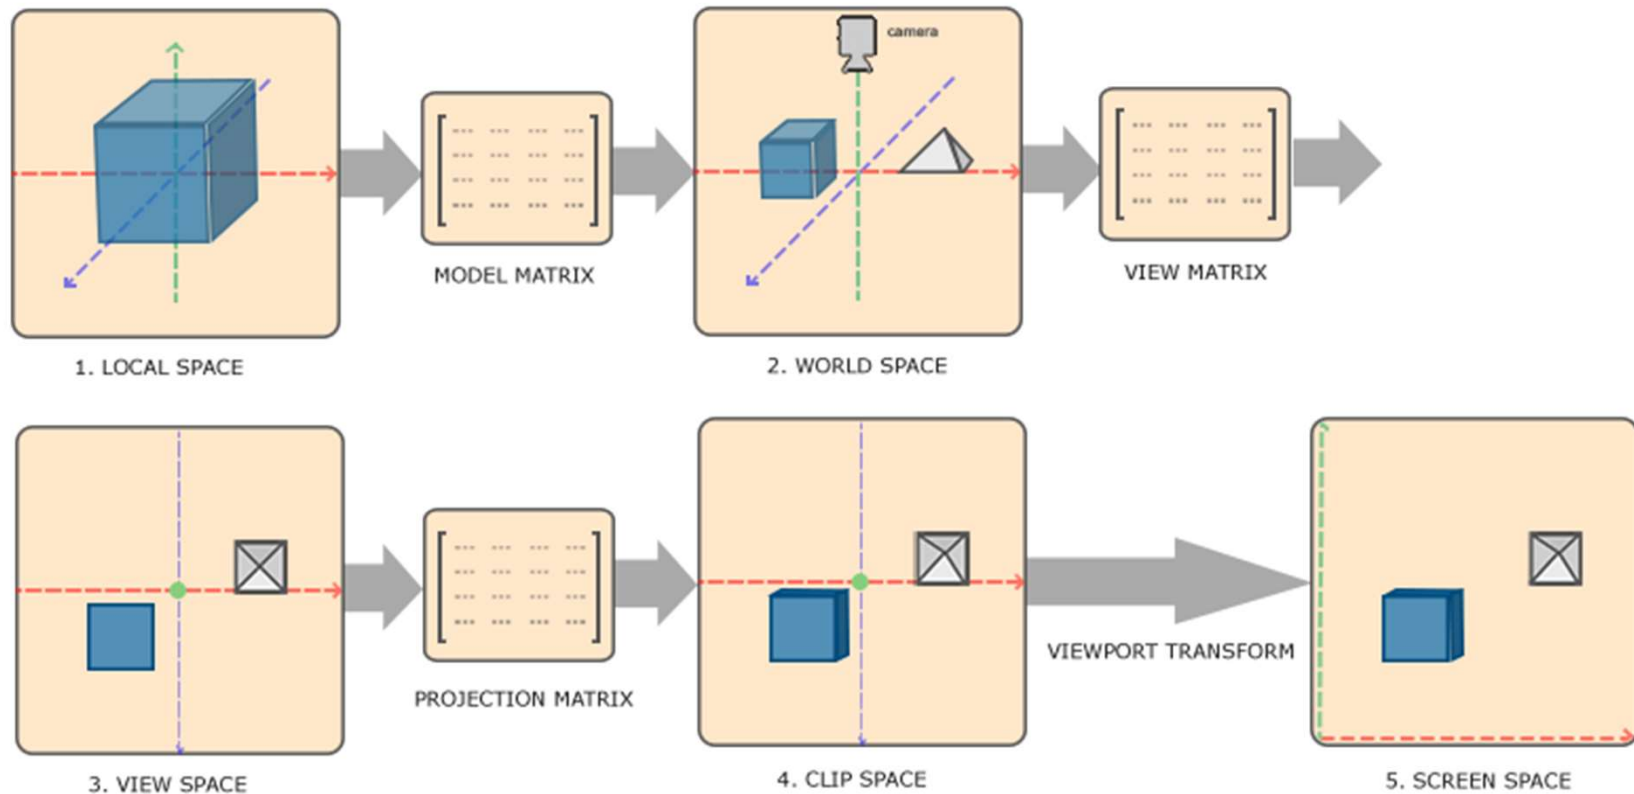 camera
MODEL MATRIX
VIEW MATRIX
1. LOCAL SPACE
2. WORLD SPACE
PROJECTION MATRIX
VIEWPORT TRANSFORM
3. VIEW SPACE
4. CLIP SPACE
5. SCREEN SPACE